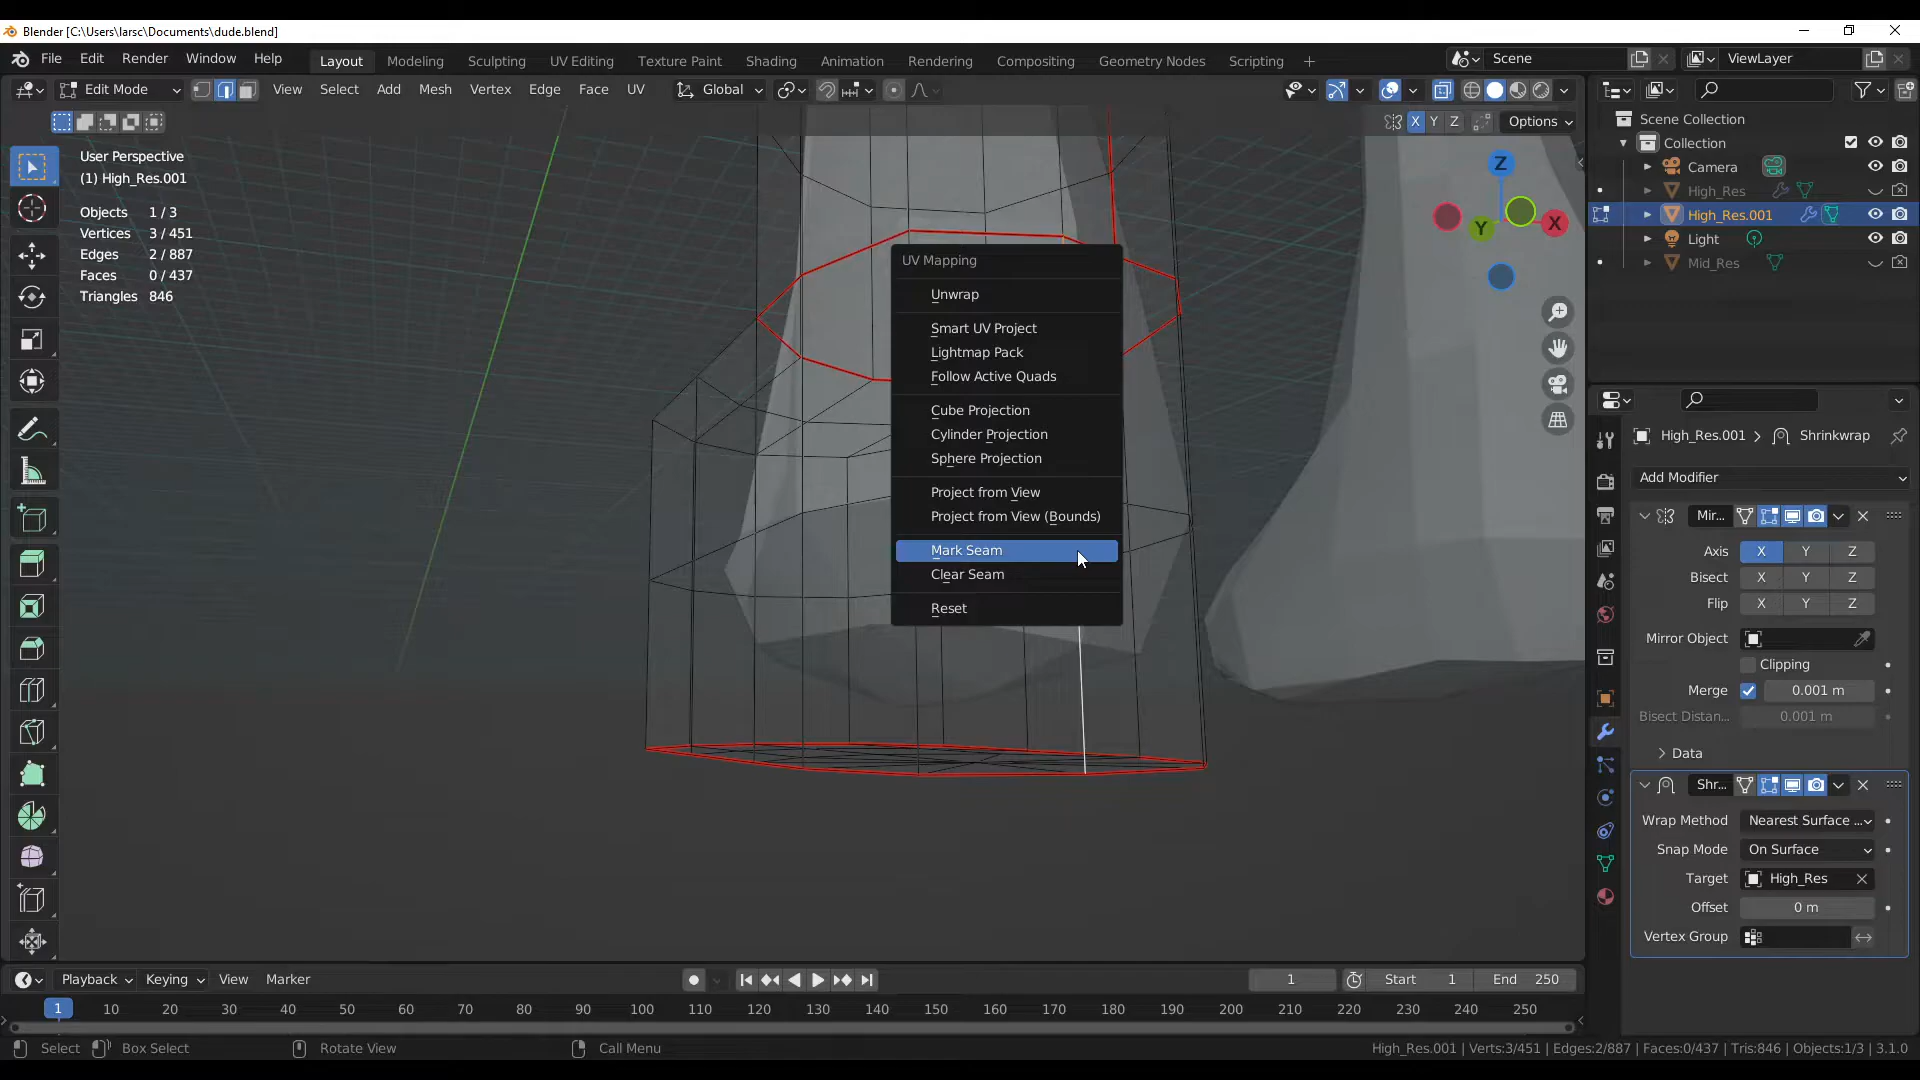 Blender [C:\Users\larsc\Documents\dude.blend]
File Edit Render Window Help Layout Modeling Sculpting UV Editing Texture Paint Shading Animation Rendering Compositing Geometry Nodes Scripting + Scene ViewLayer
Edit Mode View Select Add Mesh Vertex Edge Face UV Global
X Y Z Options
User Perspective
(1) High_Res.001
Objects 1 / 3
Vertices 3 / 451
Edges 2 / 887
Faces 0 / 437
Triangles 846
Z
Y
X
UV Mapping
Unwrap
Smart UV Project
Lightmap Pack
Follow Active Quads
Cube Projection
Cylinder Projection
Sphere Projection
Project from View
Project from View (Bounds)
Mark Seam
Clear Seam
Reset
Scene Collection
Collection
Camera
High_Res
High_Res.001
Light
Mid_Res
High_Res.001 > Shrinkwrap
Add Modifier
Mir...
Axis X Y Z
Bisect X Y Z
Flip X Y Z
Mirror Object
Clipping
Merge 0.001 m
Bisect Distan... 0.001 m
Data
Shr...
Wrap Method Nearest Surface ...
Snap Mode On Surface
Target High_Res
Offset 0 m
Vertex Group
Playback Keying View Marker 1 Start 1 End 250
1 10 20 30 40 50 60 70 80 90 100 110 120 130 140 150 160 170 180 190 200 210 220 230 240 250
Select Box Select Rotate View Call Menu High_Res.001 | Verts:3/451 | Edges:2/887 | Faces:0/437 | Tris:846 | Objects:1/3 | 3.1.0